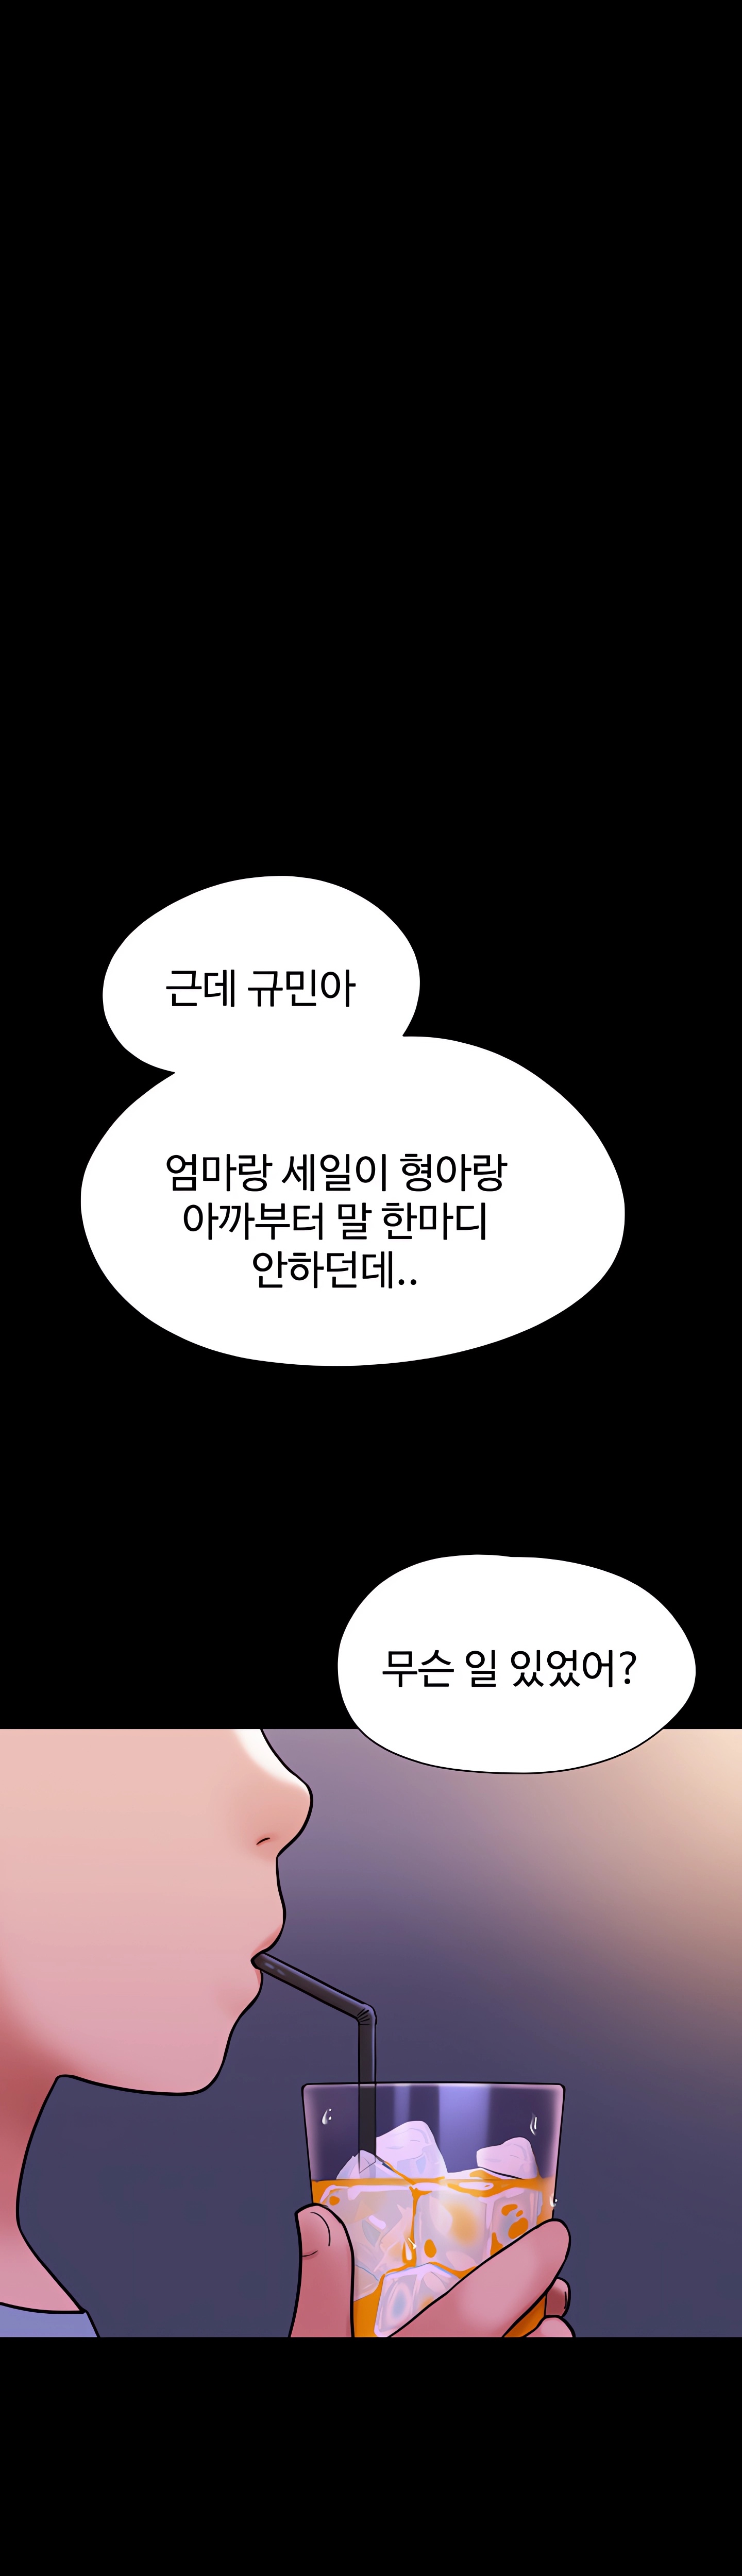 근데 규민아
엄마랑 세일이 형아랑
아까부터 말 한마디
안하던데..
무슨 일 있었어?